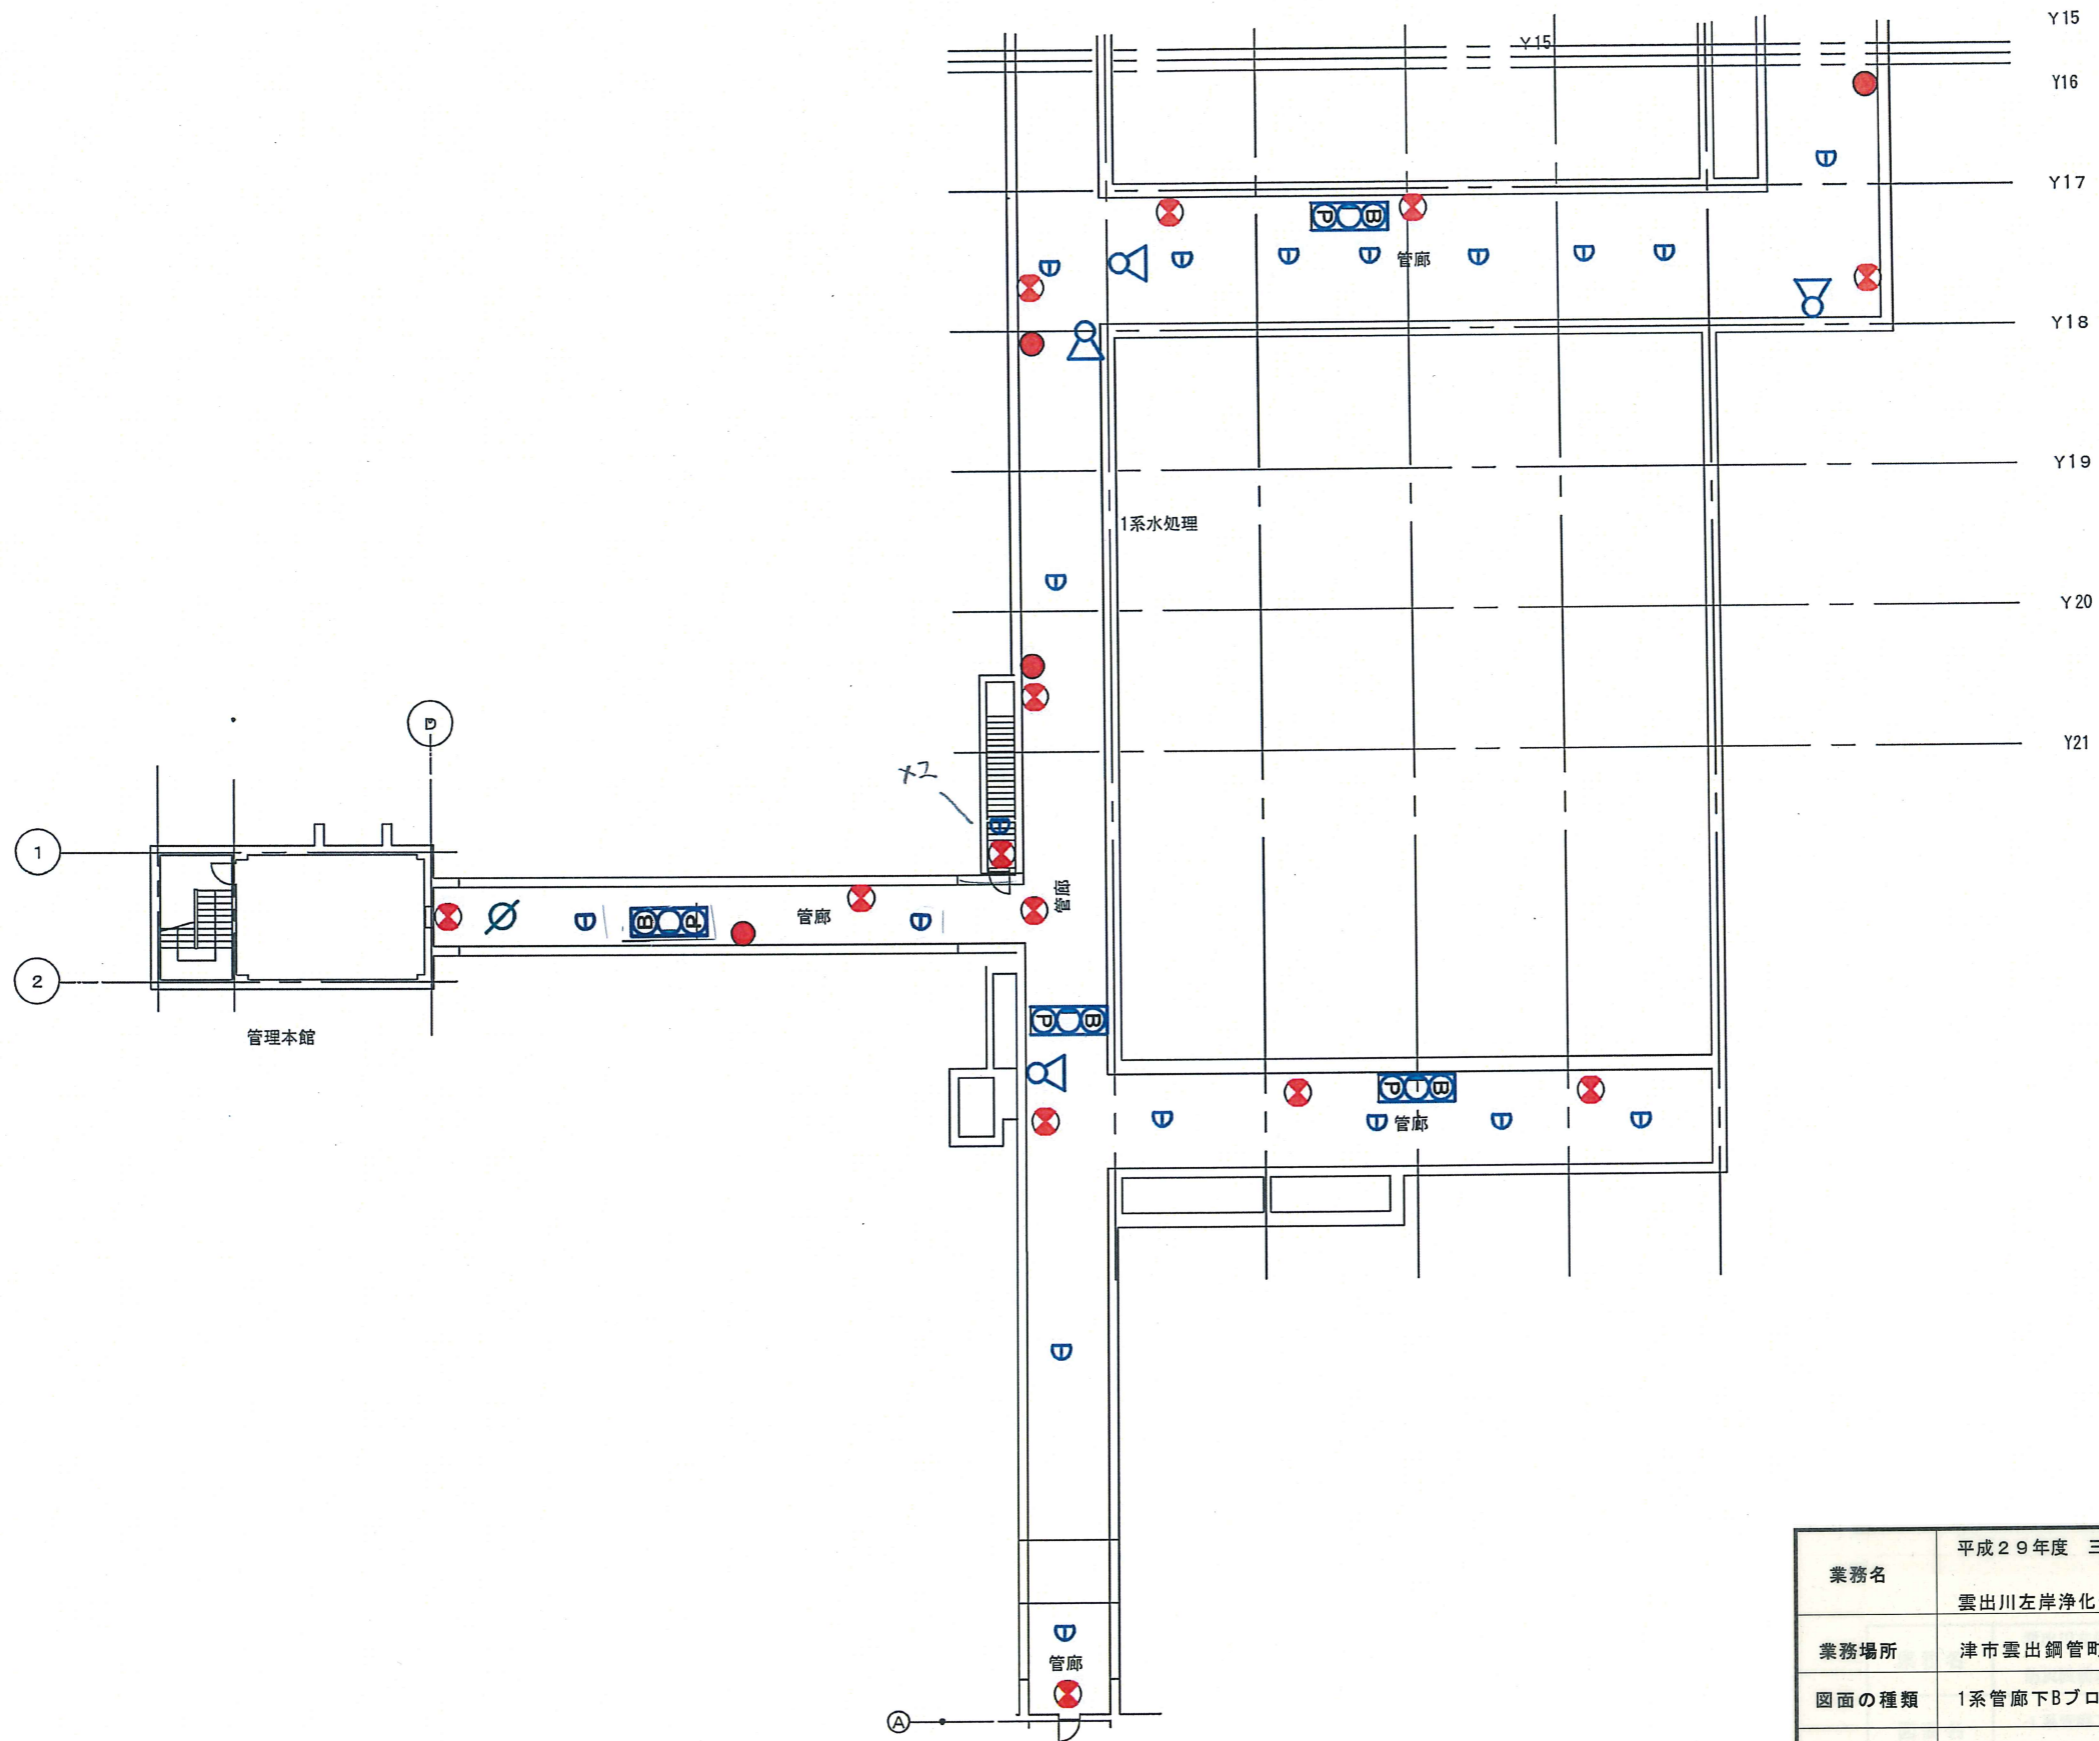 Y15
Y15
Y16
Y17
P B
管廊
Y18
Y19
1系水処理
Y20
D
Y21
×2
1
管廊
B P
管廊
2
管理本館
P B
P B
管廊
平成29年度 三
業務名
雲出川左岸浄化
管廊
業務場所
津市雲出鋼管町
図面の種類
1系管廊下Bブロ
A